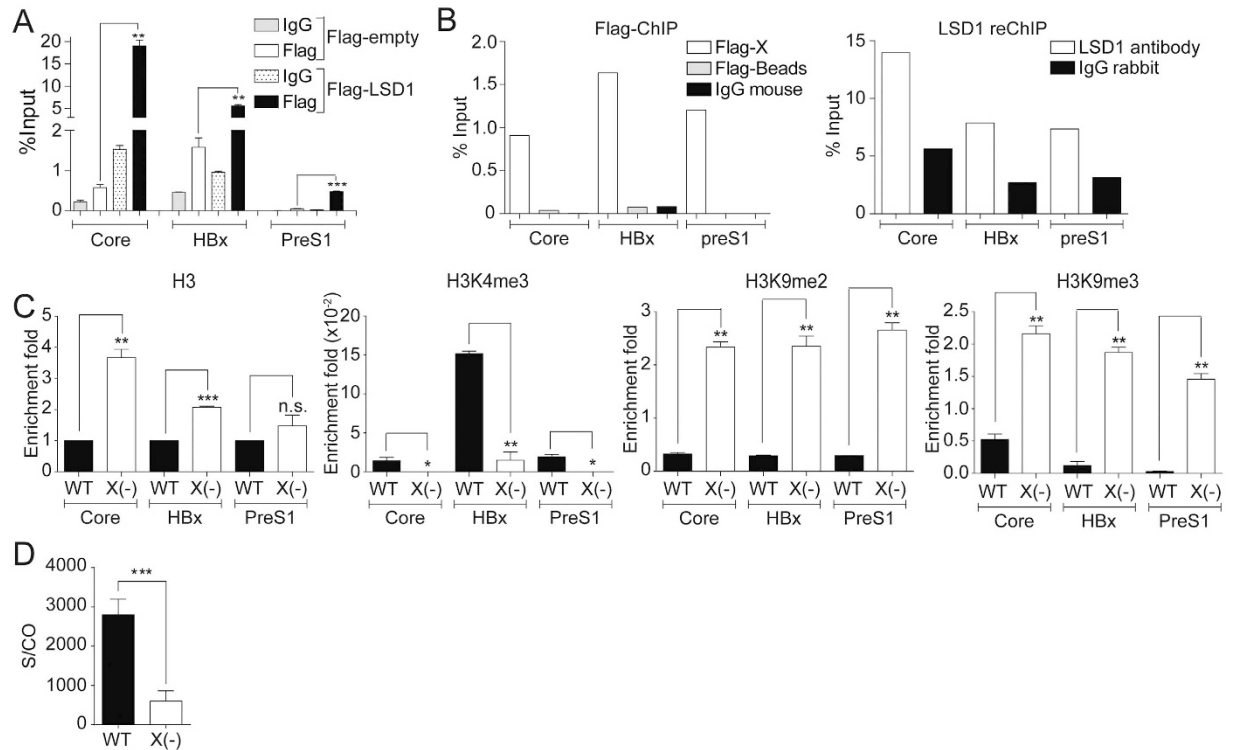 A
IgG
Flag
Flag-empty
IgG
Flag
Flag-LSD1
%Input
20
15
10
5
2
1
0
**
**
***
Core HBx PreS1
B
Flag-ChIP
Flag-X
Flag-Beads
IgG mouse
% Input
2.0
1.5
1.0
0.5
0
Core HBx preS1
LSD1 reChIP
LSD1 antibody
IgG rabbit
% Input
15
10
5
0
Core HBx preS1
C
H3
Enrichment fold
5
4
3
2
1
0
**
***
n.s.
WT X(-) WT X(-) WT X(-)
Core HBx PreS1
H3K4me3
Enrichment fold (x10-2)
20
15
10
5
0
*
**
*
WT X(-) WT X(-) WT X(-)
Core HBx PreS1
H3K9me2
Enrichment fold
3
2
1
0
**
**
**
WT X(-) WT X(-) WT X(-)
Core HBx PreS1
H3K9me3
Enrichment fold
2.5
2.0
1.5
1.0
0.5
0.0
**
**
**
WT X(-) WT X(-) WT X(-)
Core HBx PreS1
D
S/CO
4000
3000
2000
1000
0
***
WT X(-)